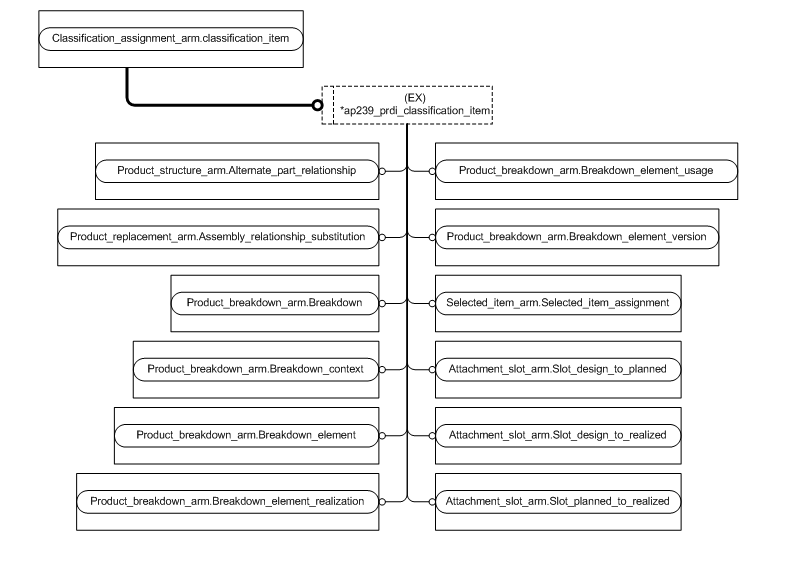 Classification_assignment_arm.classification_item
(EX)
*ap239_prdi_classification_item
Product_structure_arm.Alternate_part_relationship
Product_breakdown_arm.Breakdown_element_usage
Product_replacement_arm.Assembly_relationship_substitution
Product_breakdown_arm.Breakdown_element_version
Product_breakdown_arm.Breakdown
Selected_item_arm.Selected_item_assignment
Product_breakdown_arm.Breakdown_context
Attachment_slot_arm.Slot_design_to_planned
Product_breakdown_arm.Breakdown_element
Attachment_slot_arm.Slot_design_to_realized
Product_breakdown_arm.Breakdown_element_realization
Attachment_slot_arm.Slot_planned_to_realized